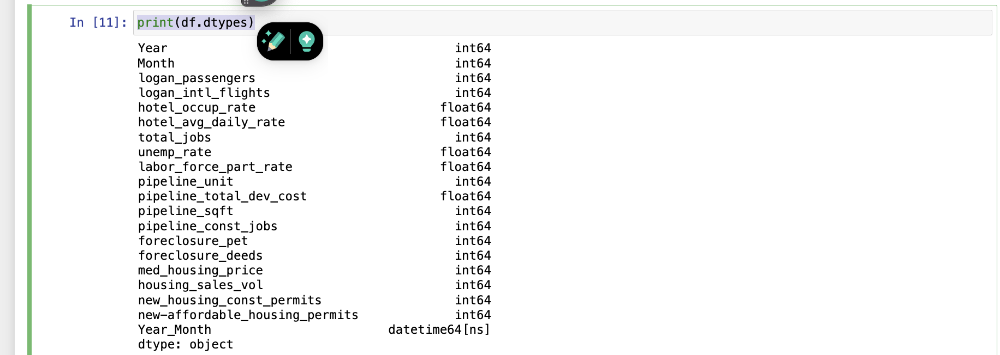 In [11]: print(df.dtypes)
Year int64
Month int64
logan_passengers int64
logan_intl_flights int64
hotel_occup_rate float64
hotel_avg_daily_rate float64
total_jobs int64
unemp_rate float64
labor_force_part_rate float64
pipeline_unit int64
pipeline_total_dev_cost float64
pipeline_sqft int64
pipeline_const_jobs int64
foreclosure_pet int64
foreclosure_deeds int64
med_housing_price int64
housing_sales_vol int64
new_housing_const_permits int64
new-affordable_housing_permits int64
Year_Month datetime64[ns]
dtype: object